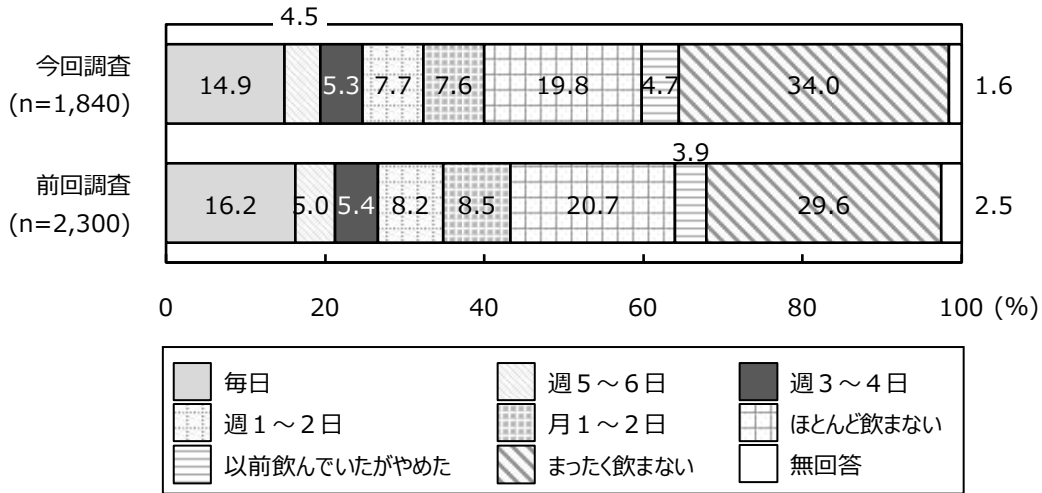 4.5
今回調査
(n=1,840)
14.9 5.3 7.7 7.6 19.8 4.7 34.0 1.6
3.9
前回調査
(n=2,300)
16.2 5.0 5.4 8.2 8.5 20.7 29.6 2.5
0 20 40 60 80 100 (%)
毎日 週５～６日 週３～４日
週１～２日 月１～２日 ほとんど飲まない
以前飲んでいたがやめた まったく飲まない 無回答